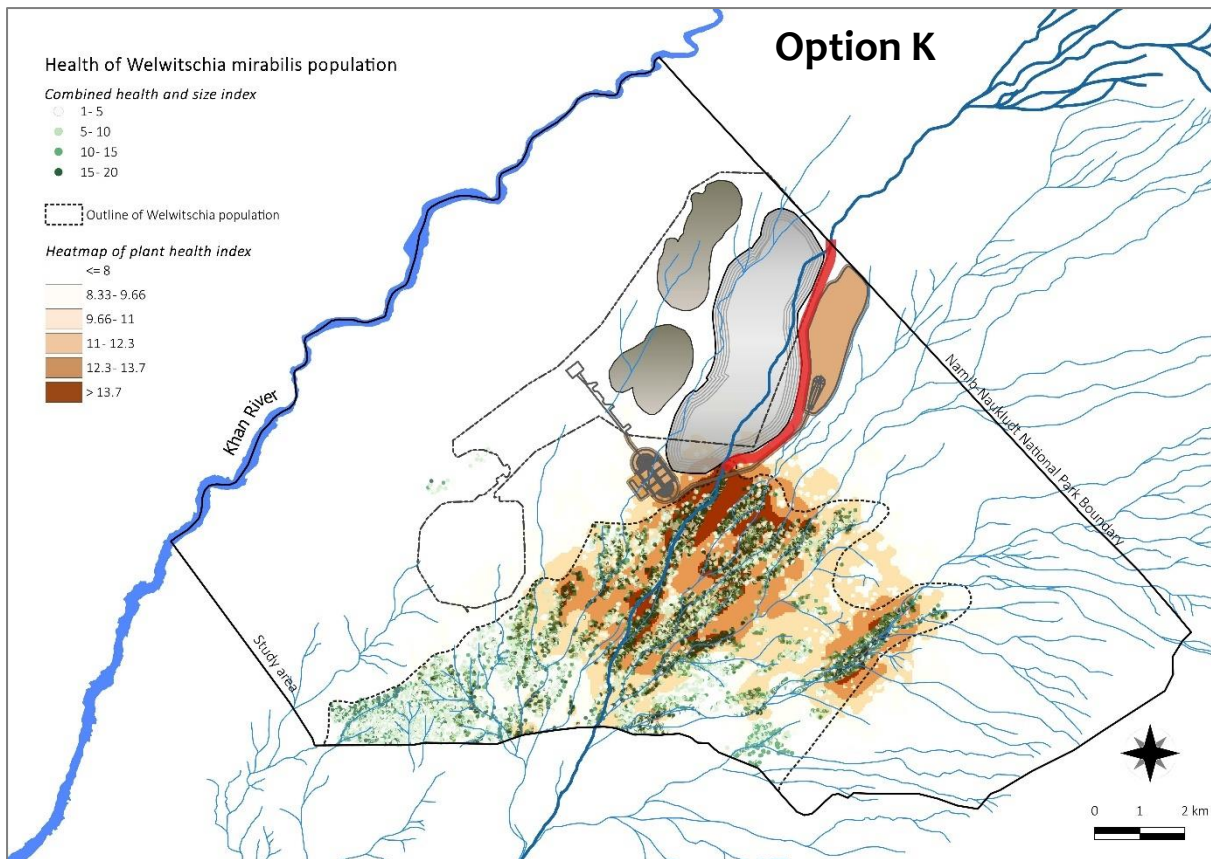 Option K
Health of Welwitschia mirabilis population
Combined health and size index
1- 5
5- 10
10- 15
15- 20
Outline of Welwitschia population
Heatmap of plant health index
<= 8
8.33- 9.66
9.66- 11
11- 12.3
12.3- 13.7
> 13.7
Khan River
Namib-Naukludt National Park Boundary
Study area
0 1 2 km